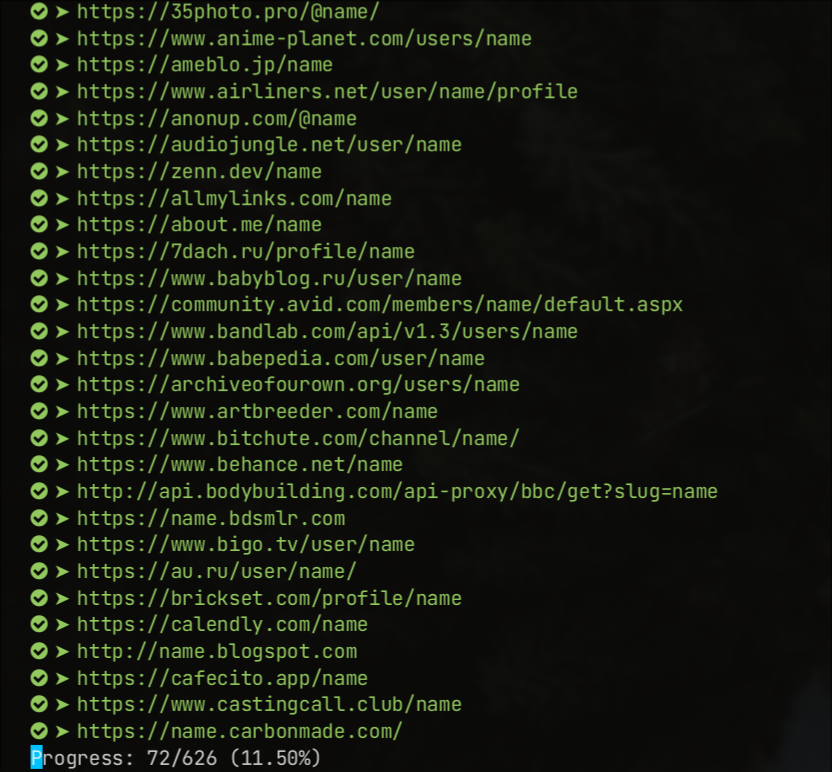 ✔ ➤ https://35photo.pro/@name/
✔ ➤ https://www.anime-planet.com/users/name
✔ ➤ https://ameblo.jp/name
✔ ➤ https://www.airliners.net/user/name/profile
✔ ➤ https://anonup.com/@name
✔ ➤ https://audiojungle.net/user/name
✔ ➤ https://zenn.dev/name
✔ ➤ https://allmylinks.com/name
✔ ➤ https://about.me/name
✔ ➤ https://7dach.ru/profile/name
✔ ➤ https://www.babyblog.ru/user/name
✔ ➤ https://community.avid.com/members/name/default.aspx
✔ ➤ https://www.bandlab.com/api/v1.3/users/name
✔ ➤ https://www.babepedia.com/user/name
✔ ➤ https://archiveofourown.org/users/name
✔ ➤ https://www.artbreeder.com/name
✔ ➤ https://www.bitchute.com/channel/name/
✔ ➤ https://www.behance.net/name
✔ ➤ http://api.bodybuilding.com/api-proxy/bbc/get?slug=name
✔ ➤ https://name.bdsmlr.com
✔ ➤ https://www.bigo.tv/user/name
✔ ➤ https://au.ru/user/name/
✔ ➤ https://brickset.com/profile/name
✔ ➤ https://calendly.com/name
✔ ➤ http://name.blogspot.com
✔ ➤ https://cafecito.app/name
✔ ➤ https://www.castingcall.club/name
✔ ➤ https://name.carbonmade.com/
Progress: 72/626 (11.50%)